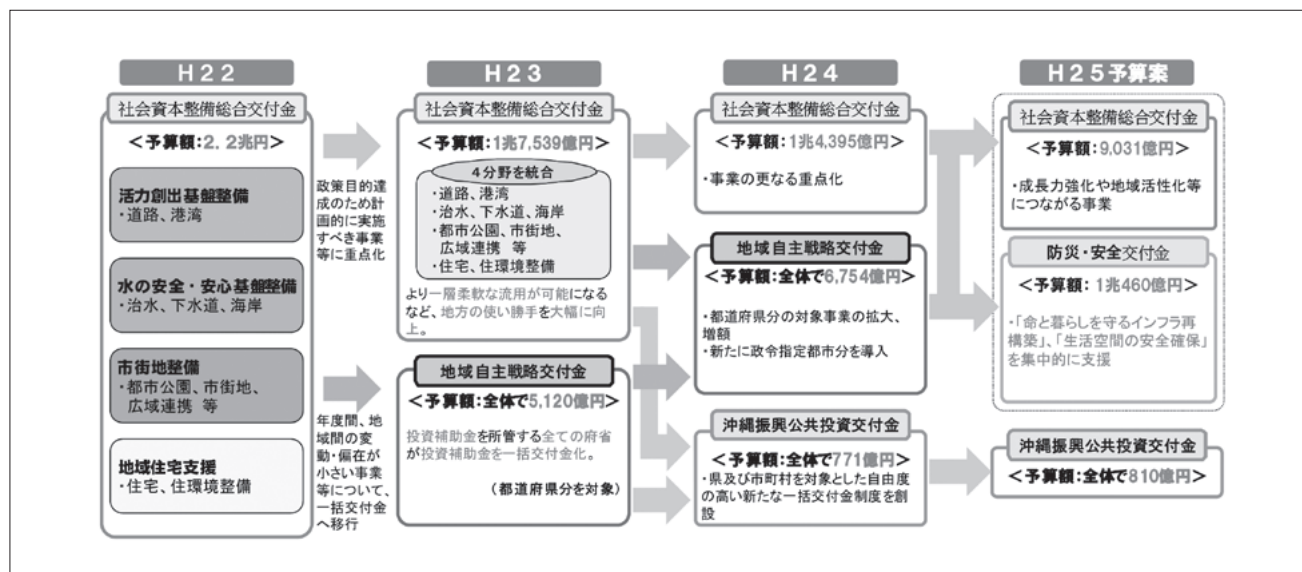 H22
社会資本整備総合交付金
＜予算額:2.2兆円＞
活力創出基盤整備
・道路、港湾
水の安全・安心基盤整備
・治水、下水道、海岸
市街地整備
・都市公園、市街地、
広域連携 等
地域住宅支援
・住宅、住環境整備
政策目的達
成のため計
画的に実施
すべき事業
等に重点化
年度間、地
域間の変
動・偏在が
小さい事業
等について、
一括交付金
へ移行
H23
社会資本整備総合交付金
＜予算額:1兆7,539億円＞
4分野を統合
・道路、港湾
・治水、下水道、海岸
・都市公園、市街地、
広域連携 等
・住宅、住環境整備
より一層柔軟な流用が可能になる
など、地方の使い勝手を大幅に向
上。
地域自主戦略交付金
＜予算額:全体で5,120億円＞
投資補助金を所管する全ての府省
が投資補助金を一括交付金化。
(都道府県分を対象)
H24
社会資本整備総合交付金
＜予算額:1兆4,395億円＞
・事業の更なる重点化
地域自主戦略交付金
＜予算額:全体で6,754億円＞
・都道府県分の対象事業の拡大、
増額
・新たに政令指定都市分を導入
沖縄振興公共投資交付金
＜予算額:全体で771億円＞
・県及び市町村を対象とした自由度
の高い新たな一括交付金制度を創
設
H25予算案
社会資本整備総合交付金
＜予算額:9,031億円＞
・成長力強化や地域活性化等
につながる事業
防災・安全交付金
＜予算額: 1兆460億円＞
・「命と暮らしを守るインフラ再
構築」、「生活空間の安全確保」
を集中的に支援
沖縄振興公共投資交付金
＜予算額:全体で810億円＞